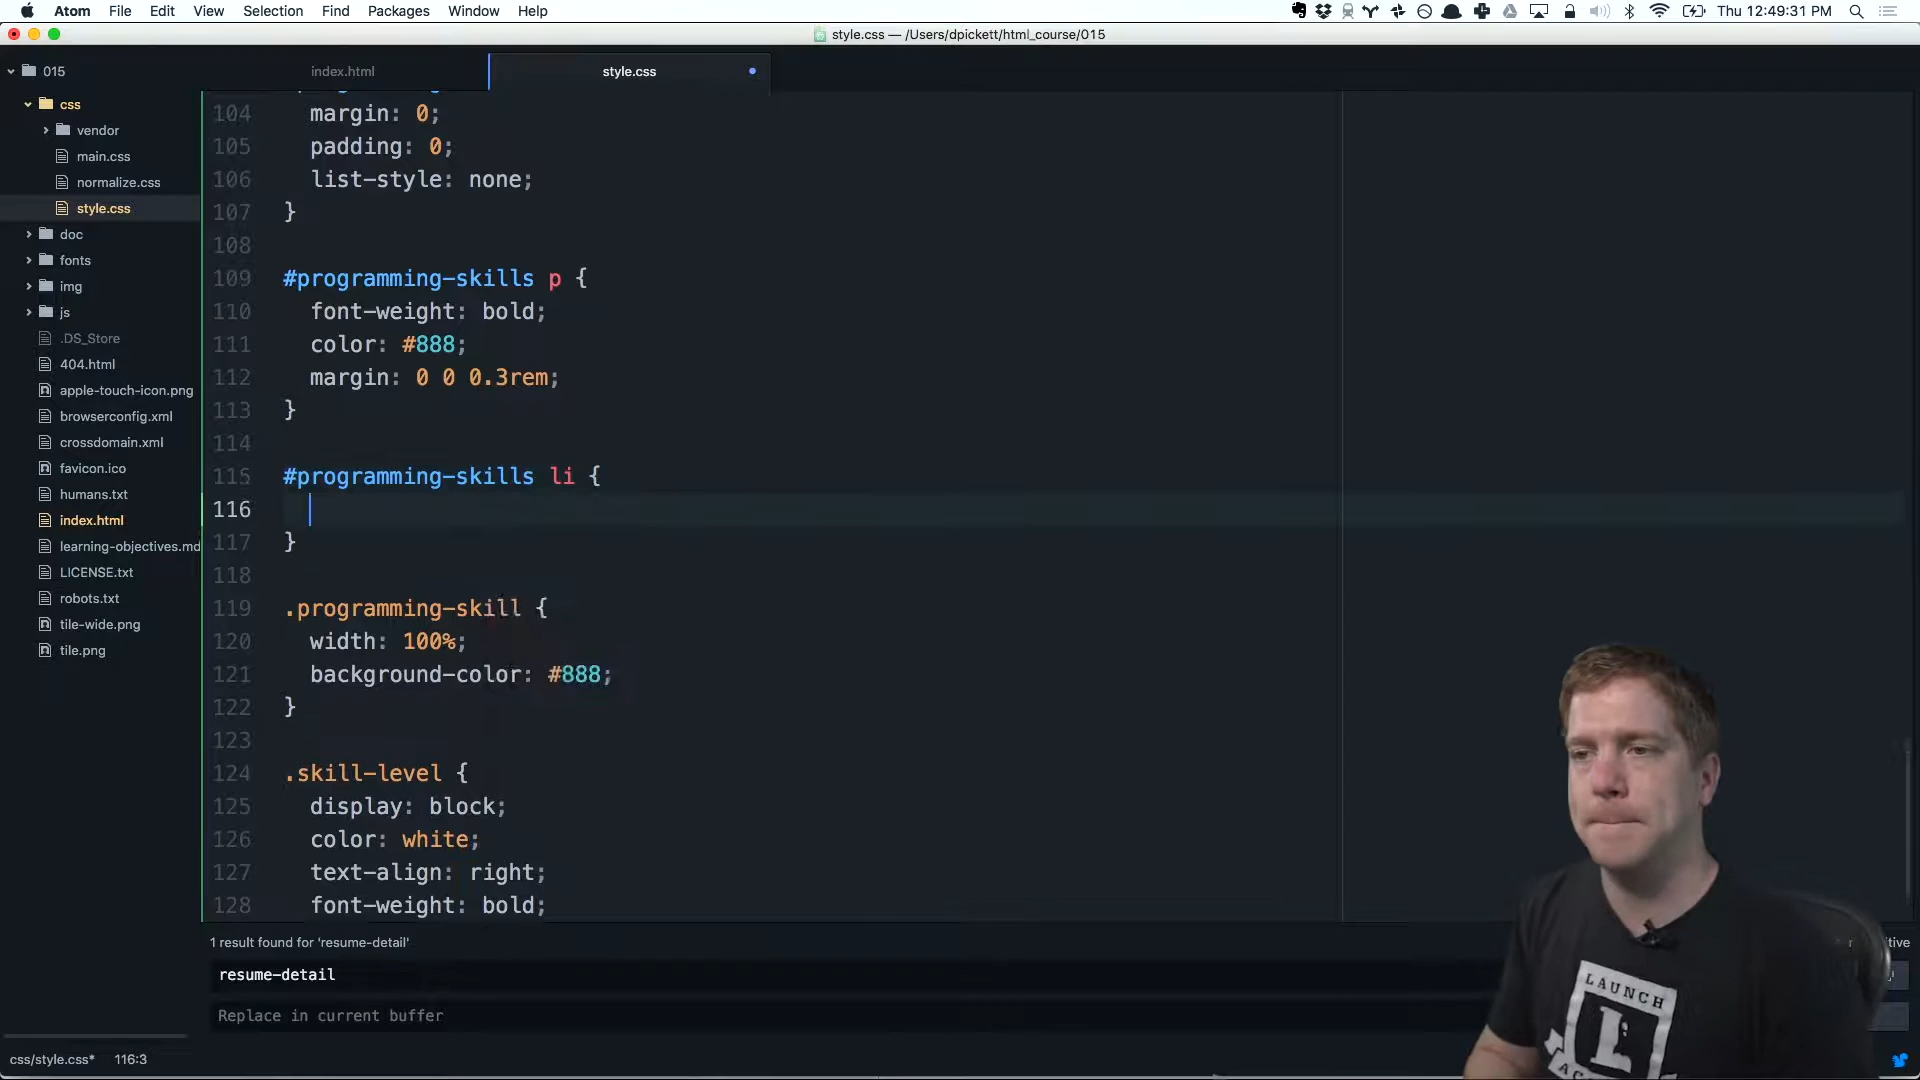 Atom File Edit View Selection Find Packages Window Help Thu 12:49:31 PM
style.css — /Users/dpickett/html_course/015
015 index.html style.css
css
vendor
main.css
normalize.css
style.css
doc
fonts
img
js
.DS_Store
404.html
apple-touch-icon.png
browserconfig.xml
crossdomain.xml
favicon.ico
humans.txt
index.html
learning-objectives.md
LICENSE.txt
robots.txt
tile-wide.png
tile.png
104 margin: 0;
105 padding: 0;
106 list-style: none;
107 }
108
109 #programming-skills p {
110 font-weight: bold;
111 color: #888;
112 margin: 0 0 0.3rem;
113 }
114
115 #programming-skills li {
116
117 }
118
119 .programming-skill {
120 width: 100%;
121 background-color: #888;
122 }
123
124 .skill-level {
125 display: block;
126 color: white;
127 text-align: right;
128 font-weight: bold;
1 result found for 'resume-detail'
resume-detail
Replace in current buffer
css/style.css* 116:3
LAUNCH
L